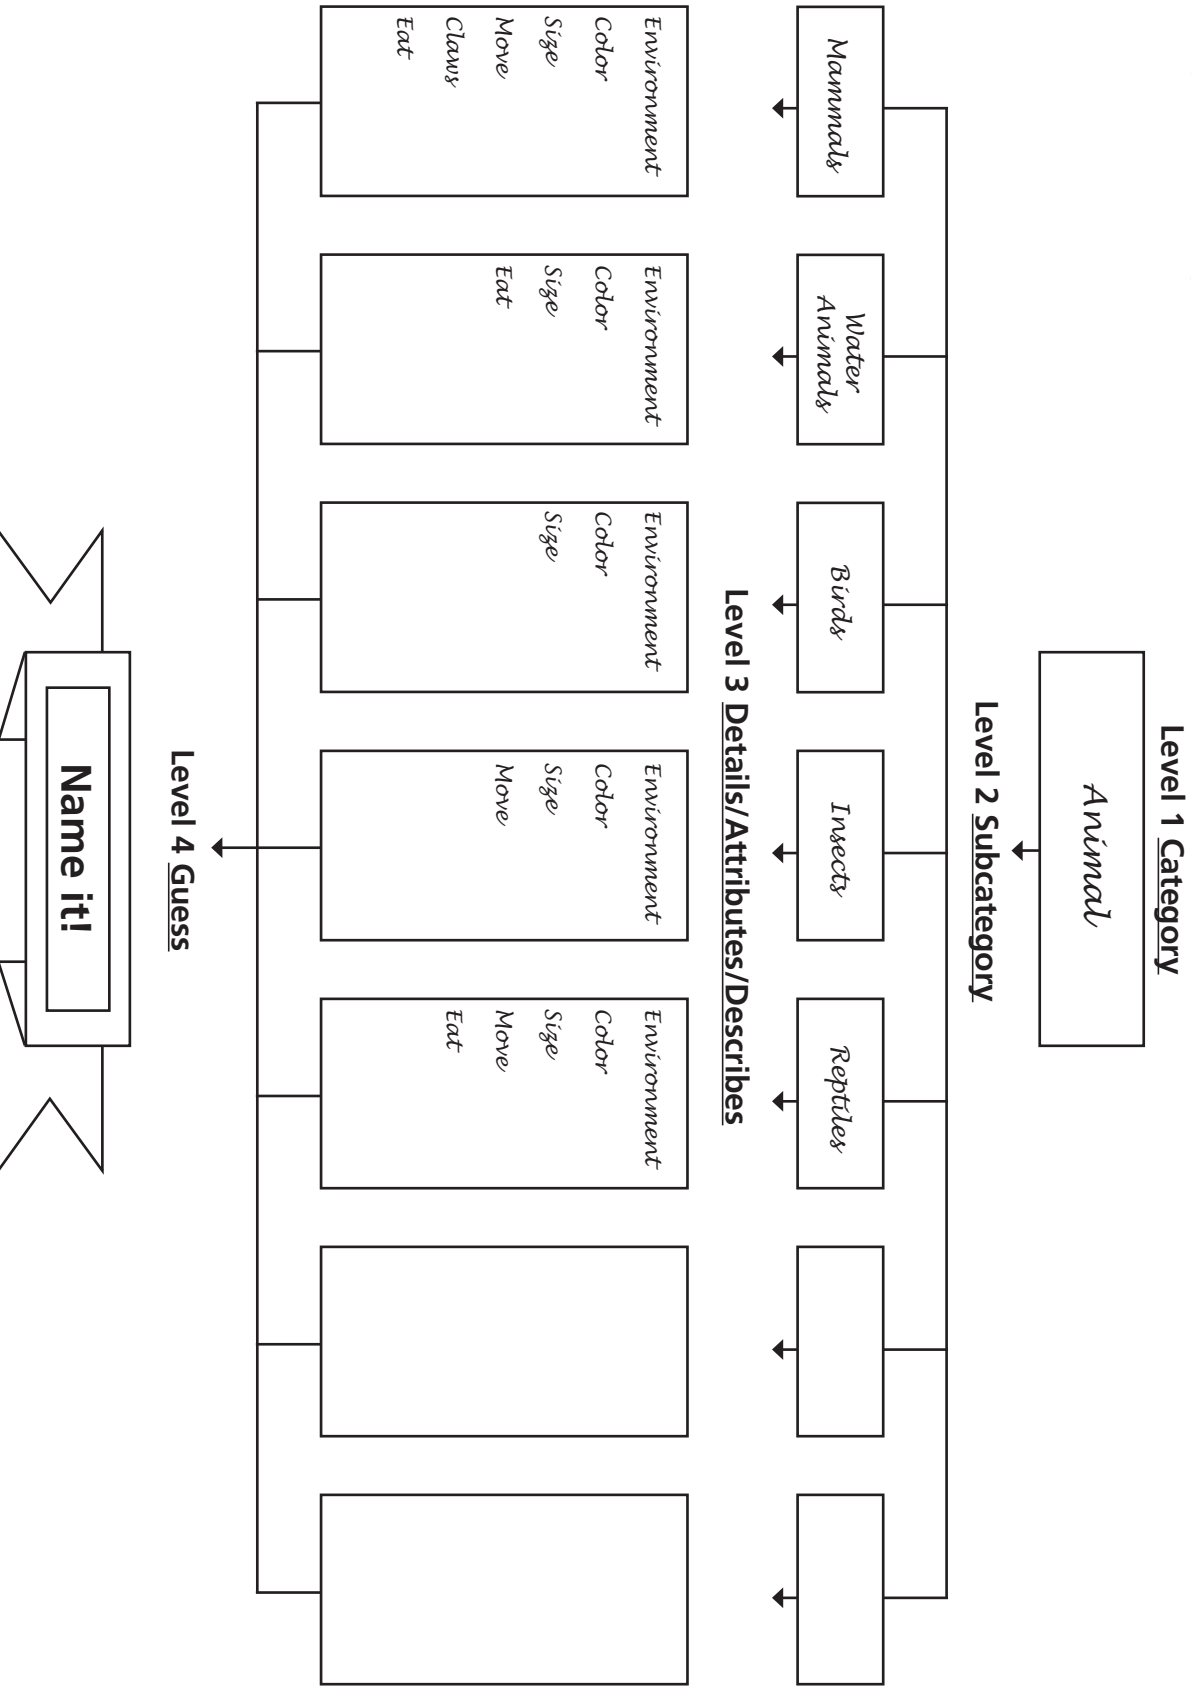 Level 1 Category
Animal
Level 2 Subcategory
Mammals
Water
Animals
Birds
Insects
Reptiles
Level 3 Details/Attributes/Describes
Environment
Color
Size
Move
Claws
Eat
Environment
Color
Size
Eat
Environment
Color
Size
Environment
Color
Size
Move
Environment
Color
Size
Move
Eat
Level 4 Guess
Name it!